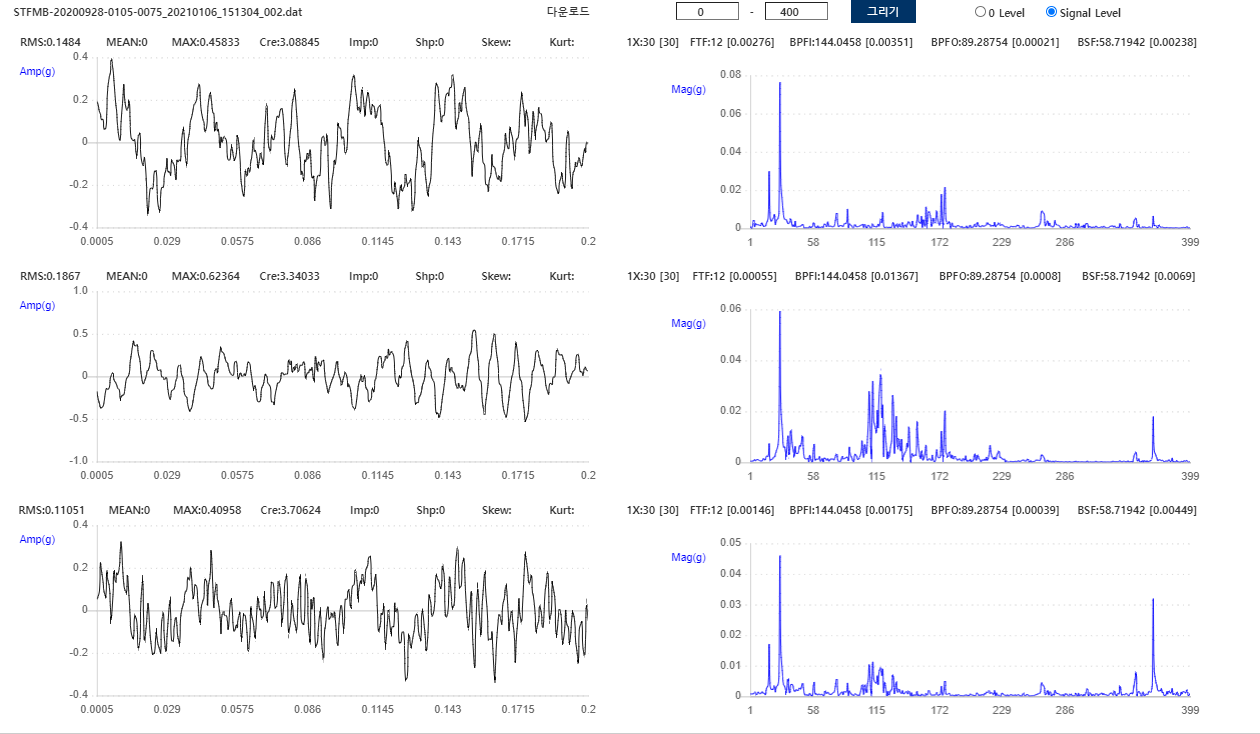 STFMB-20200928-0105-0075_20210106_151304_002.dat 다운로드 0 - 400 그리기 0 Level Signal Level
RMS:0.1484 MEAN:0 MAX:0.45833 Cre:3.08845 Imp:0 Shp:0 Skew: Kurt:
Amp(g)
0.4
0.2
0
-0.2
-0.4
0.0005 0.029 0.0575 0.086 0.1145 0.143 0.1715 0.2
1X:30 [30] FTF:12 [0.00276] BPFI:144.0458 [0.00351] BPFO:89.28754 [0.00021] BSF:58.71942 [0.00238]
Mag(g)
0.08
0.06
0.04
0.02
0
1 58 115 172 229 286 399
RMS:0.1867 MEAN:0 MAX:0.62364 Cre:3.34033 Imp:0 Shp:0 Skew: Kurt:
Amp(g)
1.0
0.5
0
-0.5
-1.0
0.0005 0.029 0.0575 0.086 0.1145 0.143 0.1715 0.2
1X:30 [30] FTF:12 [0.00055] BPFI:144.0458 [0.01367] BPFO:89.28754 [0.0008] BSF:58.71942 [0.0069]
Mag(g)
0.06
0.04
0.02
0
1 58 115 172 229 286 399
RMS:0.11051 MEAN:0 MAX:0.40958 Cre:3.70624 Imp:0 Shp:0 Skew: Kurt:
Amp(g)
0.4
0.2
0
-0.2
-0.4
0.0005 0.029 0.0575 0.086 0.1145 0.143 0.1715 0.2
1X:30 [30] FTF:12 [0.00146] BPFI:144.0458 [0.00175] BPFO:89.28754 [0.00039] BSF:58.71942 [0.00449]
Mag(g)
0.05
0.04
0.03
0.02
0.01
0
1 58 115 172 229 286 399